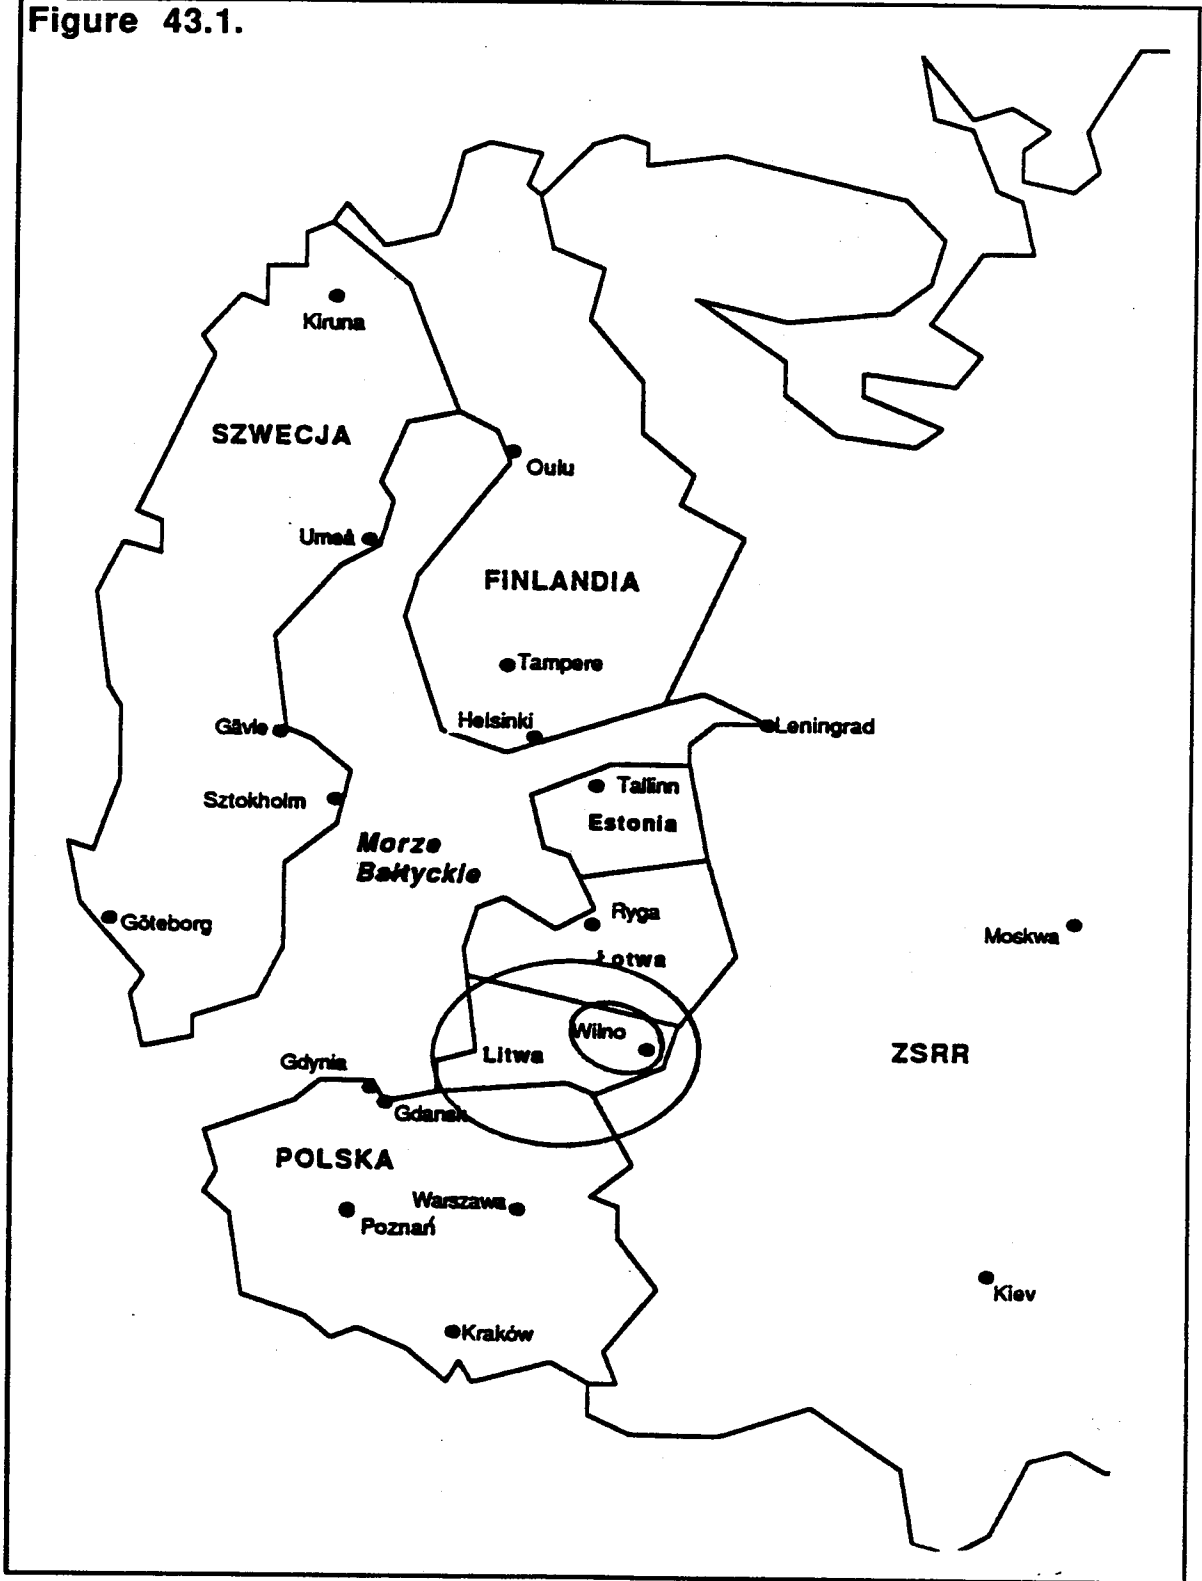 Figure 43.1.
Kiruna
SZWECJA
Oulu
Umeå
FINLANDIA
Tampere
Helsinki
Gävle
Leningrad
Tallinn
Sztokholm
Estonia
Morze
Bałtyckie
Ryga
Göteborg
Moskwa
Łotwa
Wilno
Litwa
ZSRR
Gdynia
Gdansk
POLSKA
Warszawa
Poznań
Kiev
Kraków